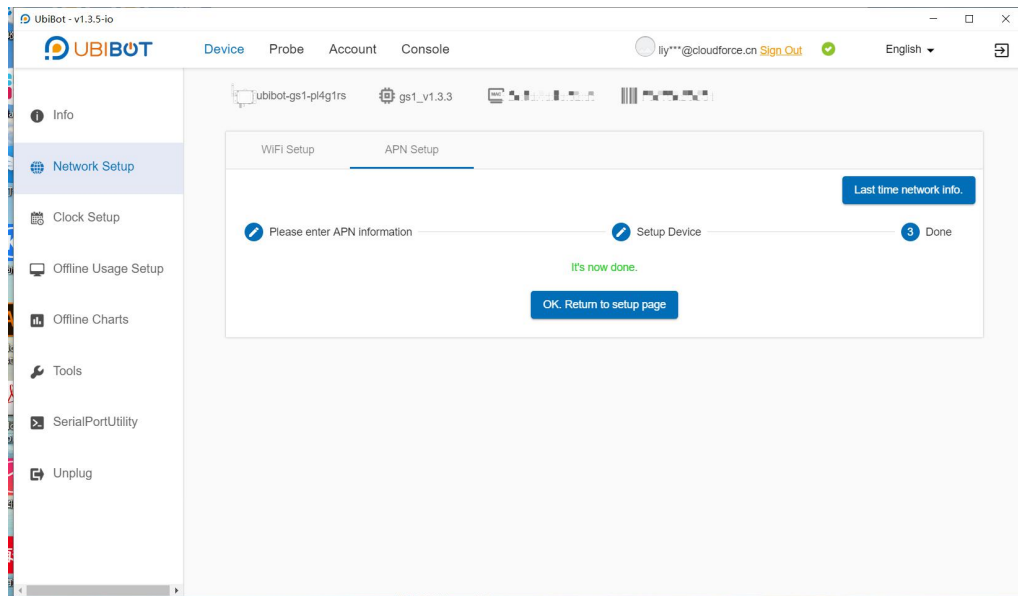 UbiBot - v1.3.5-io
UBIBOT
Device Probe Account Console liy***@cloudforce.cn Sign Out English
ubibot-gs1-pl4g1rs gs1_v1.3.3 MAC
Info
Network Setup
Clock Setup
Offline Usage Setup
Offline Charts
Tools
SerialPortUtility
Unplug
WiFi Setup APN Setup
Last time network info.
Please enter APN information Setup Device 3 Done
It's now done.
OK. Return to setup page